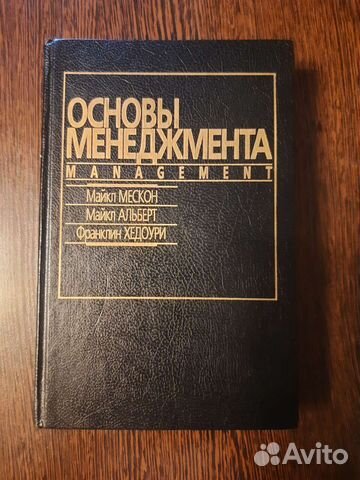 ОСНОВЫ
МЕНЕДЖМЕНТА
MANAGEMENT
Майкл МЕСКОН
Майкл АЛЬБЕРТ
Франклин ХЕДОУРИ
Avito